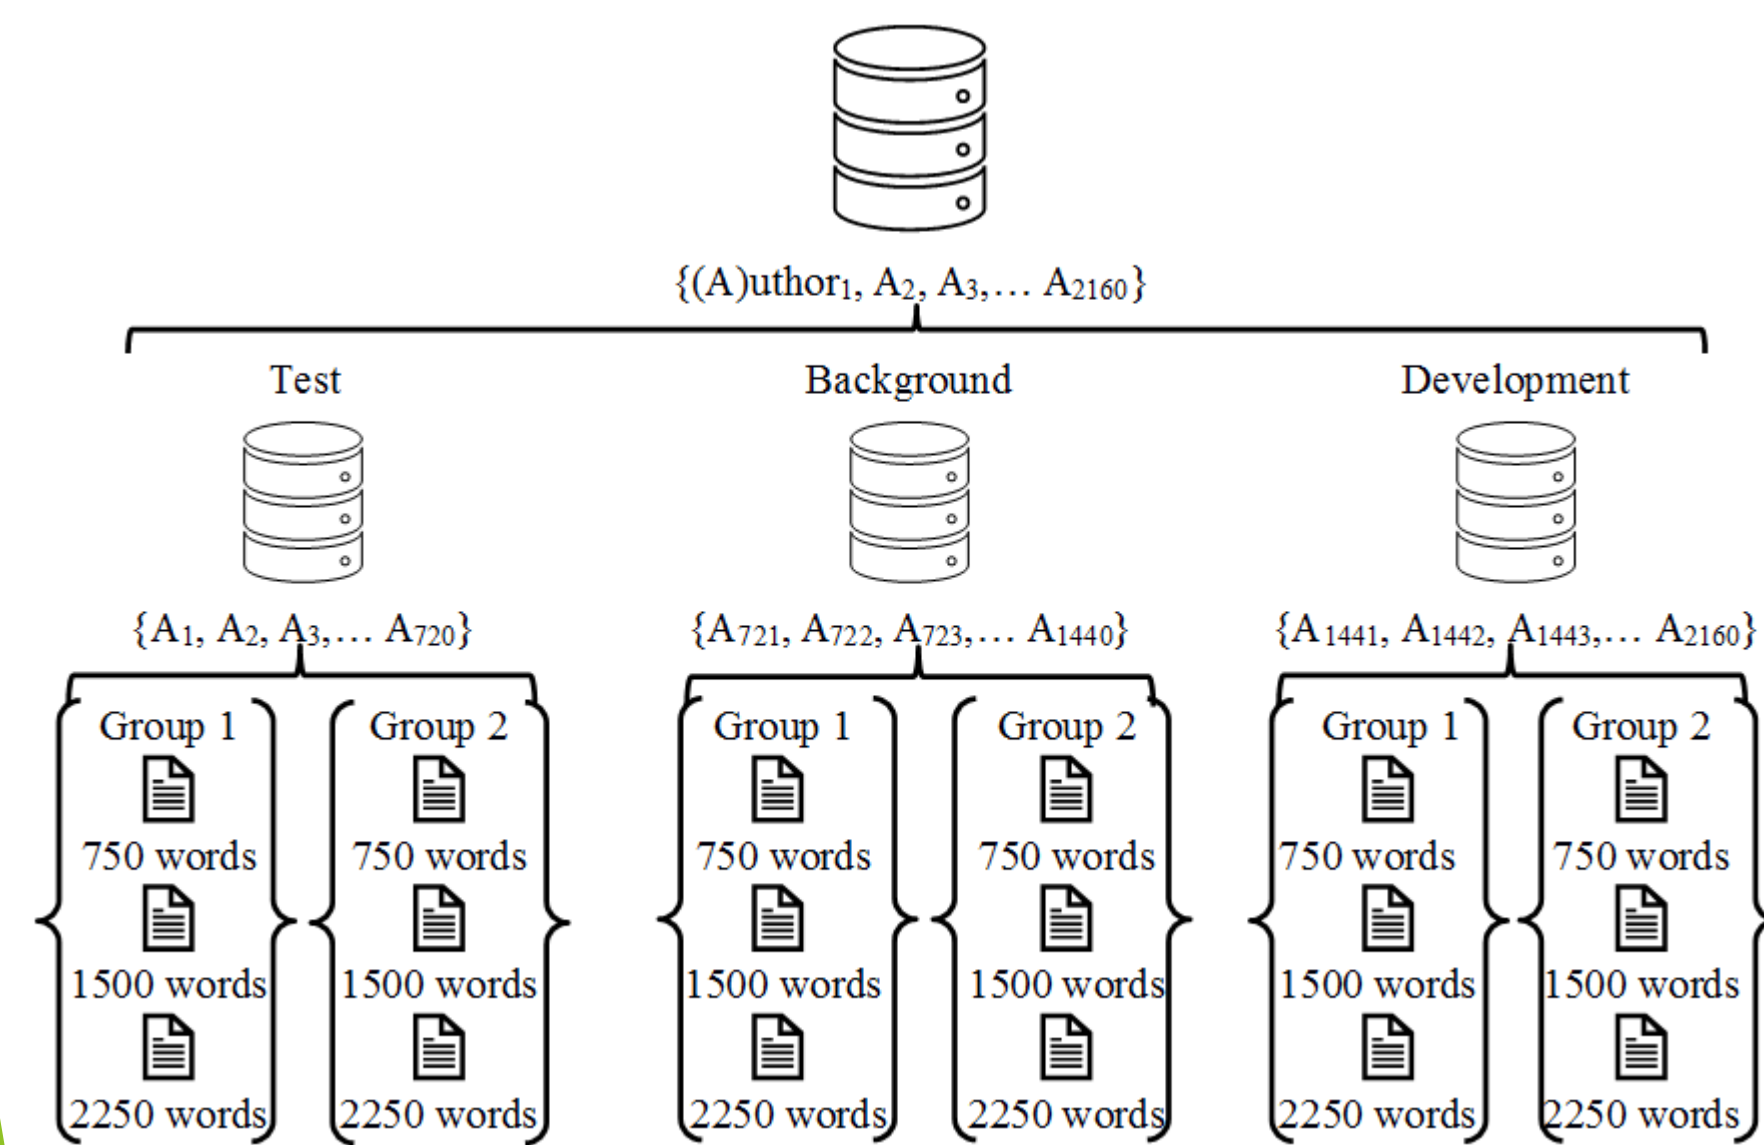 {(A)uthor₁, A₂, A₃,… A₂₁₆₀}
Test Background Development
{A₁, A₂, A₃,… A₇₂₀} {A₇₂₁, A₇₂₂, A₇₂₃,… A₁₄₄₀} {A₁₄₄₁, A₁₄₄₂, A₁₄₄₃,… A₂₁₆₀}
Group 1 Group 2 Group 1 Group 2 Group 1 Group 2
750 words 750 words 750 words 750 words 750 words 750 words
1500 words 1500 words 1500 words 1500 words 1500 words 1500 words
2250 words 2250 words 2250 words 2250 words 2250 words 2250 words